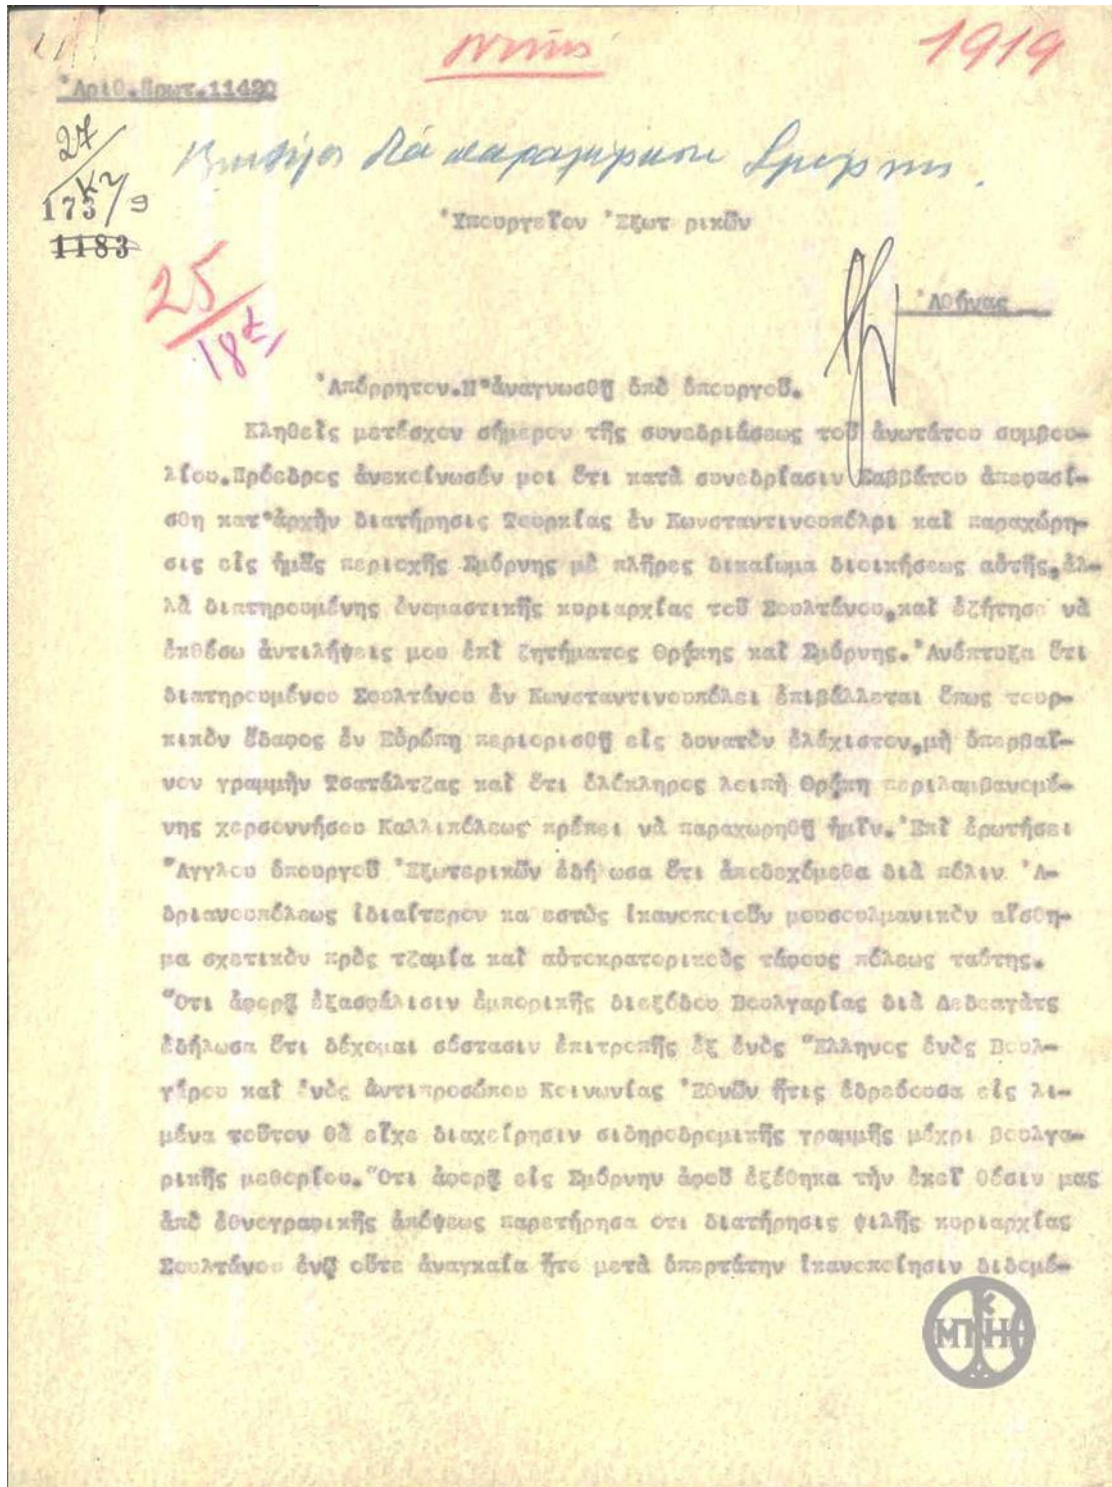 1919
Ἀριθ.Πρωτ.11420
27
173/9
1183
Ὑπουργεῖον Ἐξωτ ρικῶν
25/18
Ἀθήνας
Ἀπόρρητον.Ν'ἀναγνωσθῇ ὑπὸ ὑπουργοῦ.
Κληθεὶς μετέσχον σήμερον τῆς συνεδριάσεως τοῦ ἀνωτάτου συμβου-
λίου.Πρόεδρος ἀνεκοίνωσέν μοι ὅτι κατὰ συνεδρίασιν Σαββάτου ἀπεφασί-
σθη κατ'ἀρχὴν διατήρησις Τουρκίας ἐν Κωνσταντινουπόλρι καὶ παραχώρη-
σις εἰς ἡμᾶς περιοχῆς Σμύρνης μὲ πλῆρες δικαίωμα διοικήσεως αὐτῆς,ἀλ-
λὰ διατηρουμένης ὀνομαστικῆς κυριαρχίας τοῦ Σουλτάνου,καὶ ἐζήτησε νὰ
ἐκθέσω ἀντιλήψεις μου ἐπὶ ζητήματος Θρᾴκης καὶ Σμύρνης.Ἀνέπτυξα ὅτι
διατηρουμένου Σουλτάνου ἐν Κωνσταντινουπόλει ἐπιβάλλεται ὅπως τουρ-
κικὸν ἔδαφος ἐν Εὐρώπῃ περιορισθῇ εἰς δυνατὸν ἐλάχιστον,μὴ ὑπερβαῖ-
νον γραμμὴν Τσατάλτζας καὶ ὅτι ὁλόκληρος λοιπὴ Θρᾴκη περιλαμβανομέ-
νης χερσοννήσου Καλλιπόλεως πρέπει νὰ παραχωρηθῇ ἡμῖν.Ἐπὶ ἐρωτήσει
Ἄγγλου ὑπουργοῦ Ἐξωτερικῶν ἐδήλωσα ὅτι ἀποδεχόμεθα διὰ πόλιν Ἀ-
δριανουπόλεως ἰδιαίτερον κα εστὼς ἱκανοποιοῦν μουσουλμανικὸν αἴσθη-
μα σχετικὸν πρὸς τζαμία καὶ αὐτοκρατορικοὺς τάφους πόλεως ταύτης.
Ὅτι ἀφορᾷ ἐξασφάλισιν ἐμπορικῆς διεξόδου Βουλγαρίας διὰ Δεδεαγὰτς
ἐδήλωσα ὅτι δέχομαι σύστασιν ἐπιτροπῆς ἐξ ἑνὸς Ἕλληνος ἑνὸς Βουλ-
γάρου καὶ ἑνὸς ἀντιπροσώπου Κοινωνίας Ἐθνῶν ἥτις ἑδρεύουσα εἰς λι-
μένα τοῦτον θὰ εἶχε διαχείρησιν σιδηροδρομικῆς γραμμῆς μέχρι βουλγα-
ρικῆς μεθορίου.Ὅτι ἀφορᾷ εἰς Σμύρνην ἀφοῦ ἐξέθηκα τὴν ἐκεῖ θέσιν μας
ἀπὸ ἐθνογραφικῆς ἀπόψεως παρετήρησα οτι διατήρησις ψιλῆς κυριαρχίας
Σουλτάνου ἐνῷ οὔτε ἀναγκαία ἦτο μετὰ ὑπερτάτην ἱκανοποίησιν διδομέ-